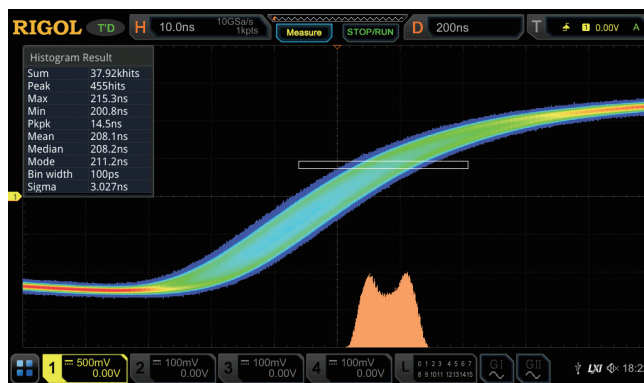 RIGOL T'D H 10.0ns 10GSa/s 1kpts Measure STOP/RUN D 200ns T 1 0.00V A
Histogram Result
Sum 37.92khits
Peak 455hits
Max 215.3ns
Min 200.8ns
Pkpk 14.5ns
Mean 208.1ns
Median 208.2ns
Mode 211.2ns
Bin width 100ps
Sigma 3.027ns
1
1 500mV 0.00V 2 100mV 0.00V 3 100mV 0.00V 4 100mV 0.00V L 0 1 2 3 4 5 6 7 8 9 10 11 12 13 14 15 GI GII LXI 18:2